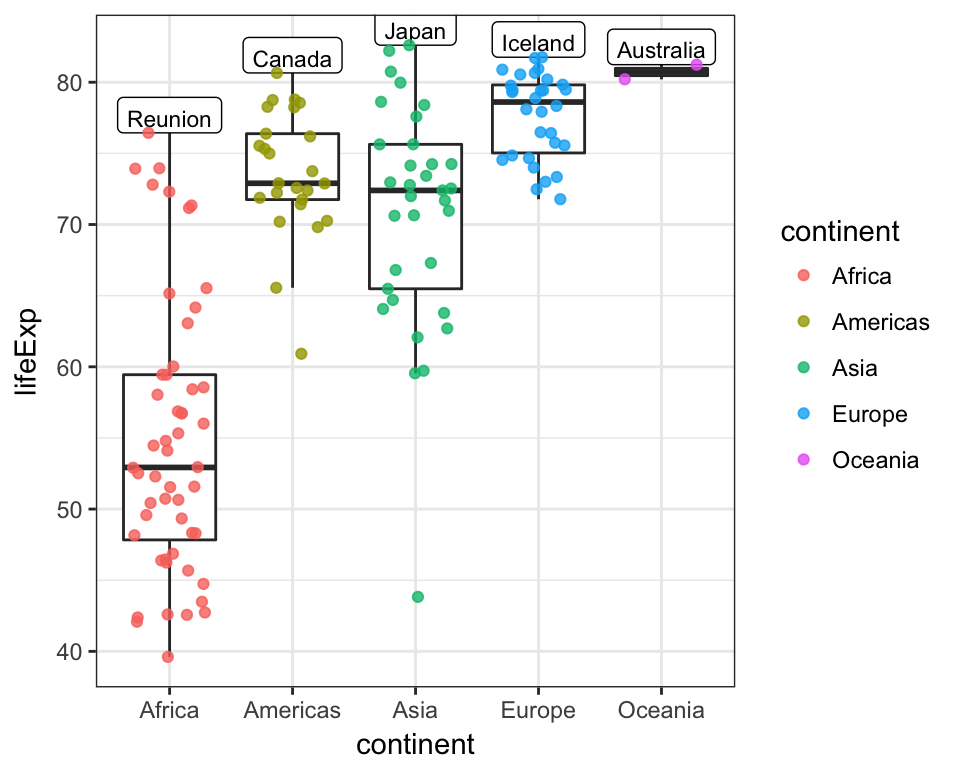 Japan
Iceland
Australia
Canada
Reunion
80
70
60
50
40
lifeExp
Africa
Americas
Asia
Europe
Oceania
continent
continent
Africa
Americas
Asia
Europe
Oceania